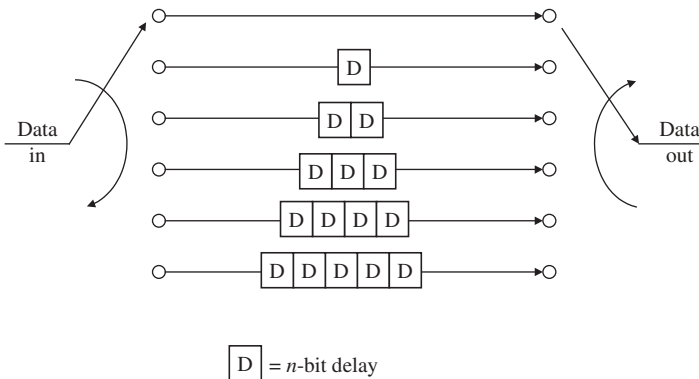 D
D D
Data in
Data out
D D D
D D D D
D D D D D
D = n-bit delay